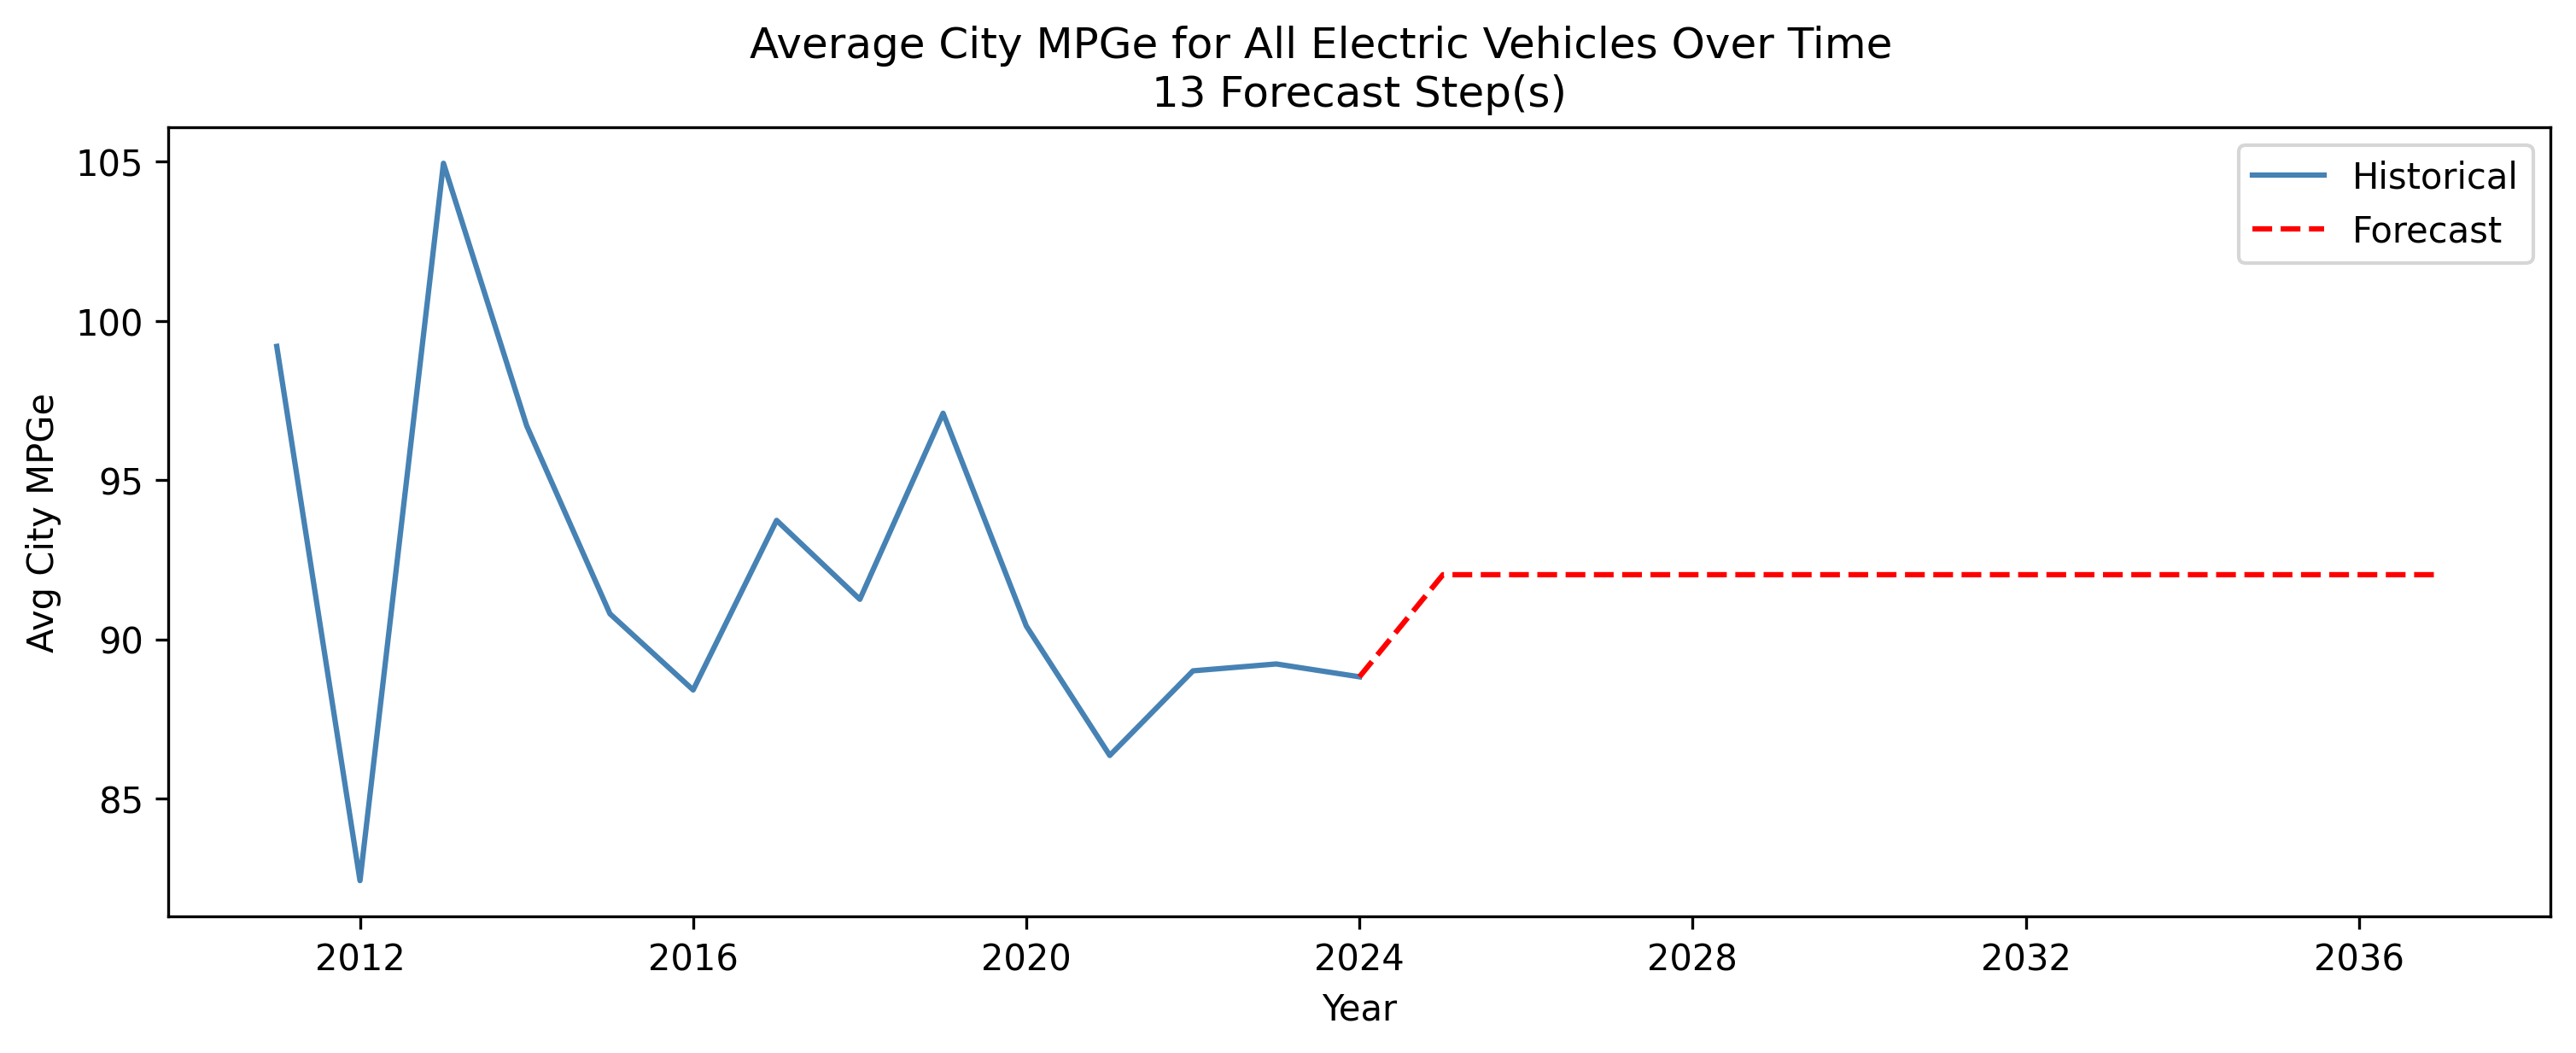 Average City MPGe for All Electric Vehicles Over Time
13 Forecast Step(s)
Historical
Forecast
Avg City MPGe
105
100
95
90
85
2012
2016
2020
2024
2028
2032
2036
Year